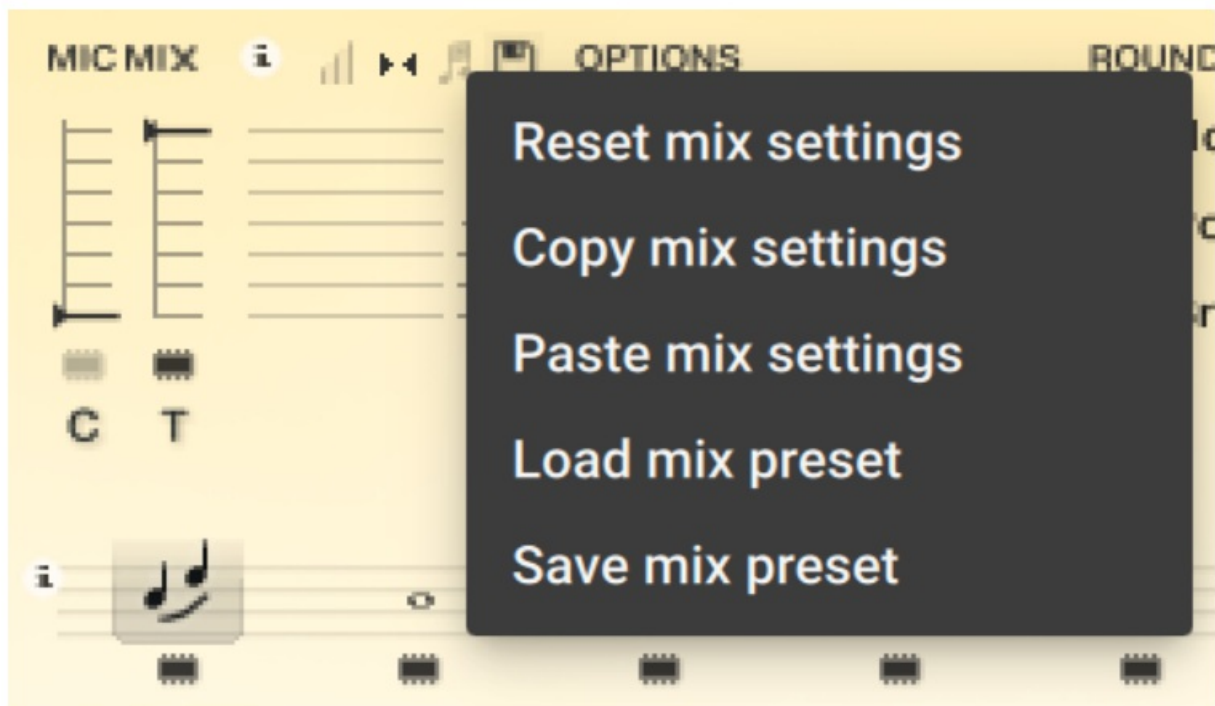 MIC MIX i OPTIONS ROUND
Reset mix settings
Copy mix settings
Paste mix settings
Load mix preset
Save mix preset
C T
i